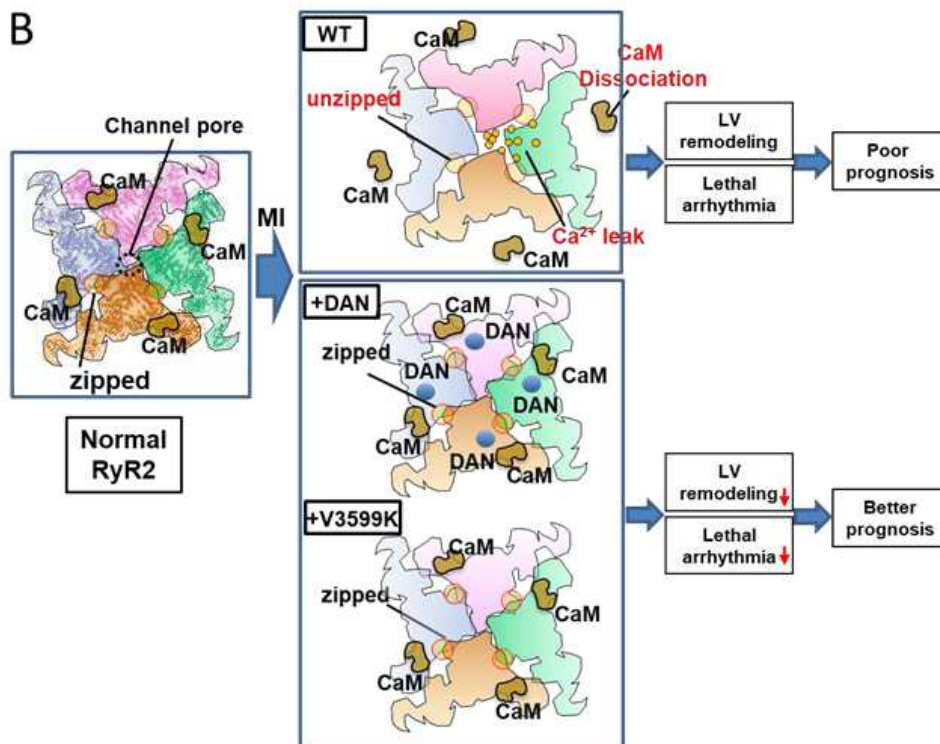 B
Channel pore
CaM
CaM
CaM
CaM
zipped
Normal
RyR2
MI
WT
CaM
CaM
Dissociation
unzipped
CaM
Ca²⁺ leak
CaM
LV
remodeling
Lethal
arrhythmia
Poor
prognosis
+DAN
CaM
DAN
zipped
DAN
CaM
DAN
CaM
DAN
CaM
+V3599K
CaM
zipped
CaM
CaM
CaM
LV
remodeling↓
Lethal
arrhythmia↓
Better
prognosis